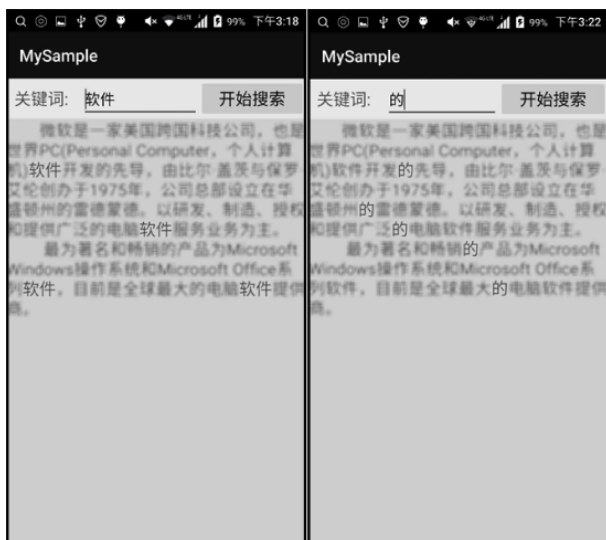 99% 下午3:18
MySample
关键词: 软件 开始搜索
微软是一家美国跨国科技公司，也是
世界PC(Personal Computer，个人计算
机)软件开发的先导，由比尔·盖茨与保罗·
艾伦创办于1975年，公司总部设立在华
盛顿州的雷德蒙德。以研发、制造、授权
和提供广泛的电脑软件服务业务为主。
最为著名和畅销的产品为Microsoft
Windows操作系统和Microsoft Office系
列软件，目前是全球最大的电脑软件提供
商。
99% 下午3:22
MySample
关键词: 的 开始搜索
微软是一家美国跨国科技公司，也是
世界PC(Personal Computer，个人计算
机)软件开发的先导，由比尔·盖茨与保罗·
艾伦创办于1975年，公司总部设立在华
盛顿州的雷德蒙德。以研发、制造、授权
和提供广泛的电脑软件服务业务为主。
最为著名和畅销的产品为Microsoft
Windows操作系统和Microsoft Office系
列软件，目前是全球最大的电脑软件提供
商。